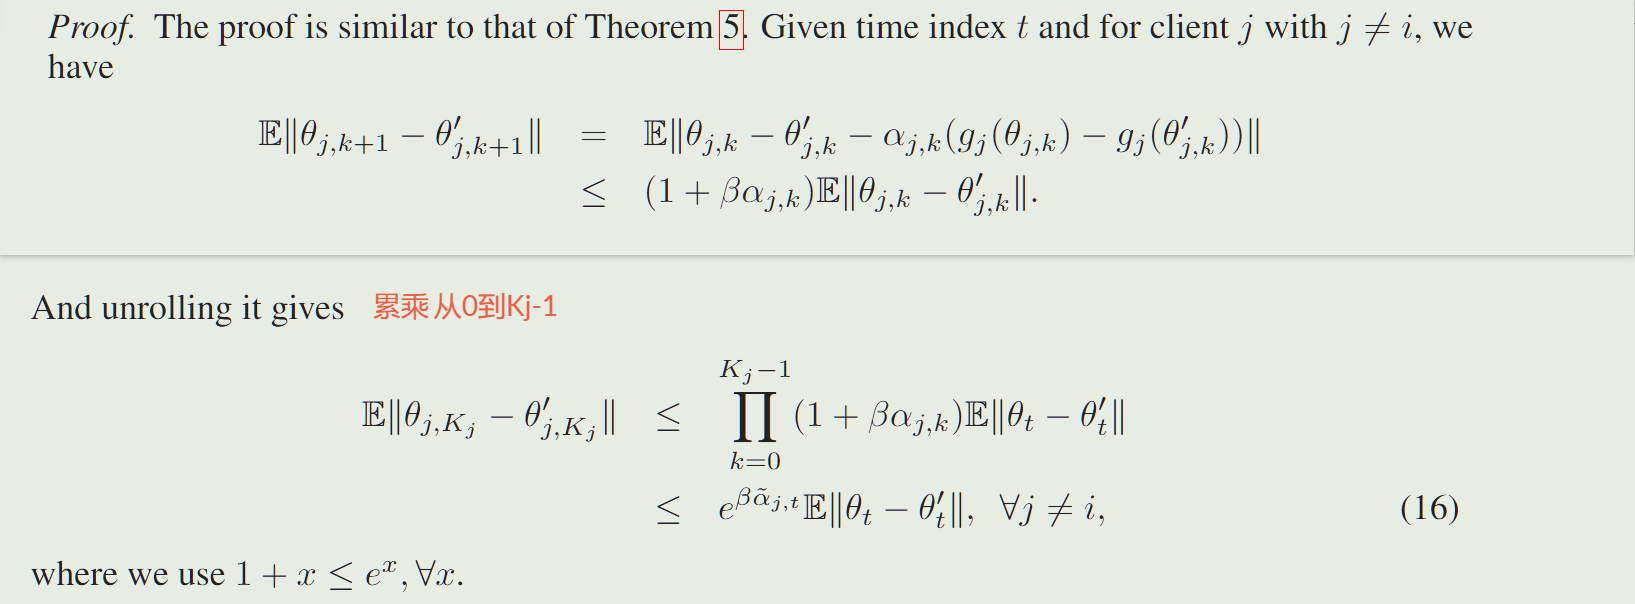 Proof. The proof is similar to that of Theorem 5. Given time index t and for client j with j ≠ i, we
have
𝔼‖θ_{j,k+1} − θ′_{j,k+1}‖ = 𝔼‖θ_{j,k} − θ′_{j,k} − α_{j,k}(g_j(θ_{j,k}) − g_j(θ′_{j,k}))‖
≤ (1 + βα_{j,k})𝔼‖θ_{j,k} − θ′_{j,k}‖.
And unrolling it gives 累乘 从0到Kj-1
𝔼‖θ_{j,K_j} − θ′_{j,K_j}‖ ≤ ∏_{k=0}^{K_j−1} (1 + βα_{j,k})𝔼‖θ_t − θ′_t‖
≤ e^{βα̃_{j,t}}𝔼‖θ_t − θ′_t‖, ∀j ≠ i, (16)
where we use 1 + x ≤ e^x, ∀x.